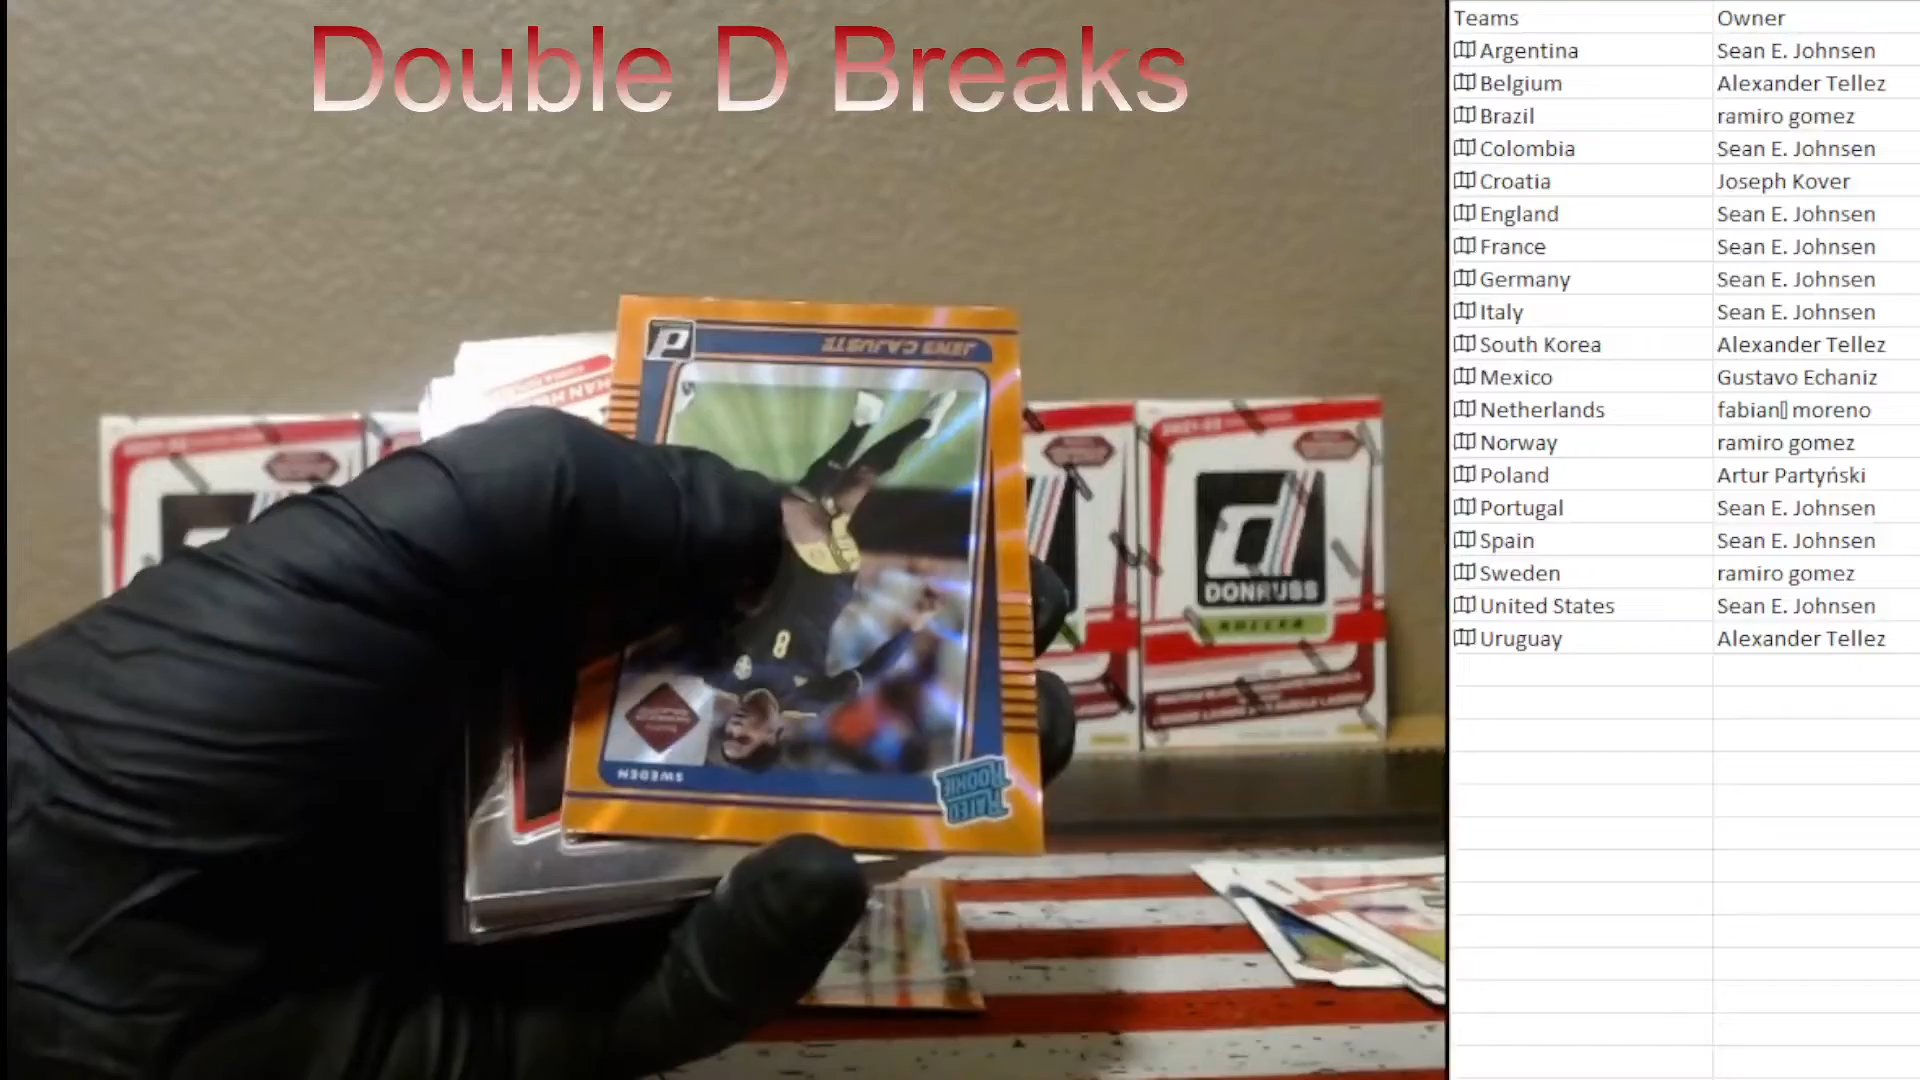 Double D Breaks
Teams Owner
Argentina Sean E. Johnsen
Belgium Alexander Tellez
Brazil ramiro gomez
Colombia Sean E. Johnsen
Croatia Joseph Kover
England Sean E. Johnsen
France Sean E. Johnsen
Germany Sean E. Johnsen
Italy Sean E. Johnsen
South Korea Alexander Tellez
Mexico Gustavo Echaniz
Netherlands fabian▯ moreno
Norway ramiro gomez
Poland Artur Partyński
Portugal Sean E. Johnsen
Spain Sean E. Johnsen
Sweden ramiro gomez
United States Sean E. Johnsen
Uruguay Alexander Tellez
JENS CAJUSTE
8
SWEDEN
RATED
ROOKIE
DONRUSS
SOCCER